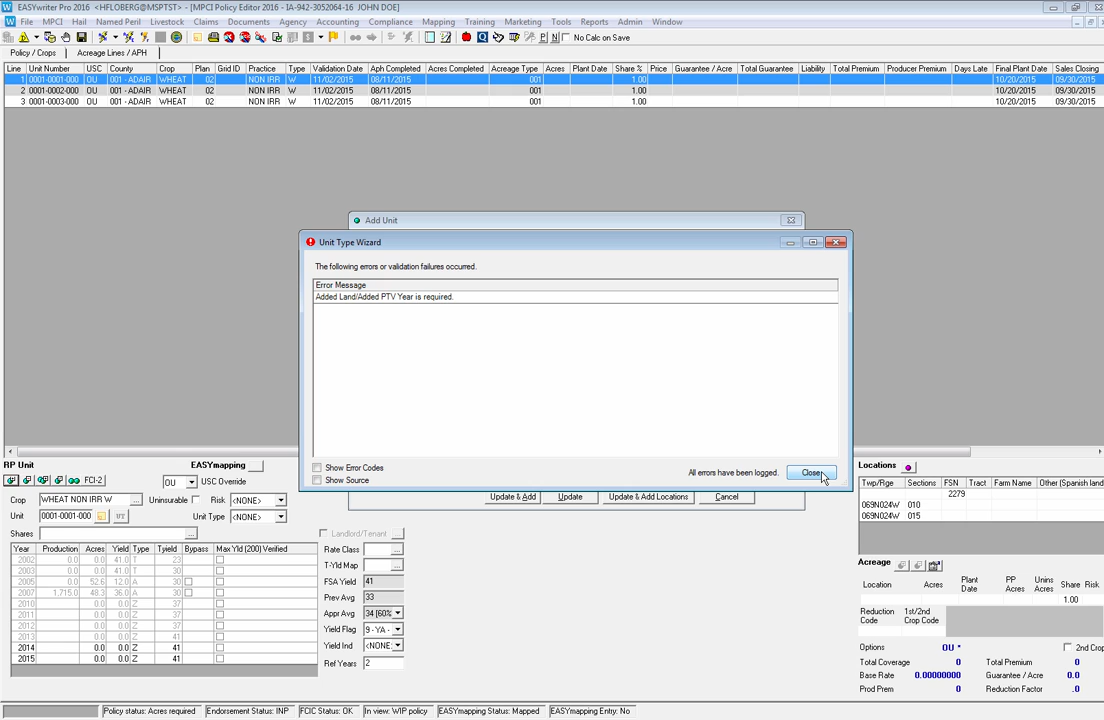 EASYwriter Pro 2016 <HFLOBERG@MSPTST> - [MPCI Policy Editor 2016 - IA-942-3052064-16 JOHN DOE]
File MPCI Hail Named Peril Livestock Claims Documents Agency Accounting Compliance Mapping Training Marketing Tools Reports Admin Window
P N No Calc on Save
Policy / Crops Acreage Lines / APH
Line Unit Number USC County Crop Plan Grid ID Practice Type Validation Date Aph Completed Acres Completed Acreage Type Acres Plant Date Share % Price Guarantee / Acre Total Guarantee Liability Total Premium Producer Premium Days Late Final Plant Date Sales Closing
1 0001-0001-000 OU 001 - ADAIR WHEAT 02 NON IRR W 11/02/2015 08/11/2015 001 1.00 10/20/2015 09/30/2015
2 0001-0002-000 OU 001 - ADAIR WHEAT 02 NON IRR W 11/02/2015 08/11/2015 001 1.00 10/20/2015 09/30/2015
3 0001-0003-000 OU 001 - ADAIR WHEAT 02 NON IRR W 11/02/2015 08/11/2015 001 1.00 10/20/2015 09/30/2015
Add Unit
Unit Type Wizard
The following errors or validation failures occurred.
Error Message
Added Land/Added PTV Year is required.
Show Error Codes
Show Source
All errors have been logged.
Close
Update & Add Update Update & Add Locations Cancel
RP Unit EASYmapping
FCI-2 OU USC Override
Crop WHEAT NON IRR W ... Uninsurable Risk <NONE>
Unit 0001-0001-000 UT Unit Type <NONE>
Shares ...
Year Production Acres Yield Type Tyield Bypass Max Yld (200) Verified
2002 0.0 0.0 41.0 T 23
2003 0.0 0.0 41.0 T 30
2005 0.0 52.6 12.0 A 30
2007 1,715.0 48.3 36.0 A 30
2010 0.0 0.0 Z 37
2011 0.0 0.0 Z 37
2012 0.0 0.0 Z 37
2013 0.0 0.0 Z 41
2014 0.0 0.0 Z 41
2015 0.0 0.0 Z 41
Landlord/Tenant ...
Rate Class ...
T-Yld Map ...
FSA Yield 41
Prev Avg 33
Appr Avg 34 [60%
Yield Flag 9 - YA -
Yield Ind <NONE:
Ref Years 2
Locations
Twp/Rge Sections FSN Tract Farm Name Other (Spanish land
2279
069N024W 010
069N024W 015
Acreage
Location Acres Plant Date PP Acres Unins Acres Share Risk
1.00
Reduction Code 1st/2nd Crop Code
Options OU * 2nd Crop
Total Coverage 0 Total Premium 0
Base Rate 0.00000000 Guarantee / Acre 0.0
Prod Prem 0 Reduction Factor .0
Policy status: Acres required Endorsement Status: INP FCIC Status: OK In view: WIP policy EASYmapping Status: Mapped EASYmapping Entry: No